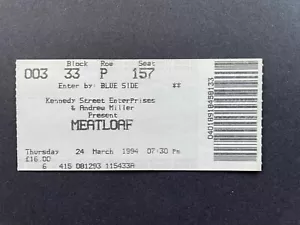 Block Row Seat
003 33 P 157
Enter by: BLUE SIDE ##
Kennedy Street Enterprises
& Andrew Miller
Present
MEATLOAF
Thursday 24 March 1994 07:30 Pm
£16.00
6 415 081293 115433A